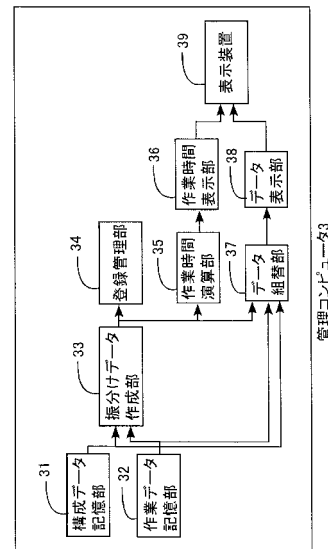 31
構成データ
記憶部
32
作業データ
記憶部
33
振分けデータ
作成部
34
登録管理部
35
作業時間
演算部
36
作業時間
表示部
37
データ
組替部
38
データ
表示部
39
表示装置
管理コンピュータ3